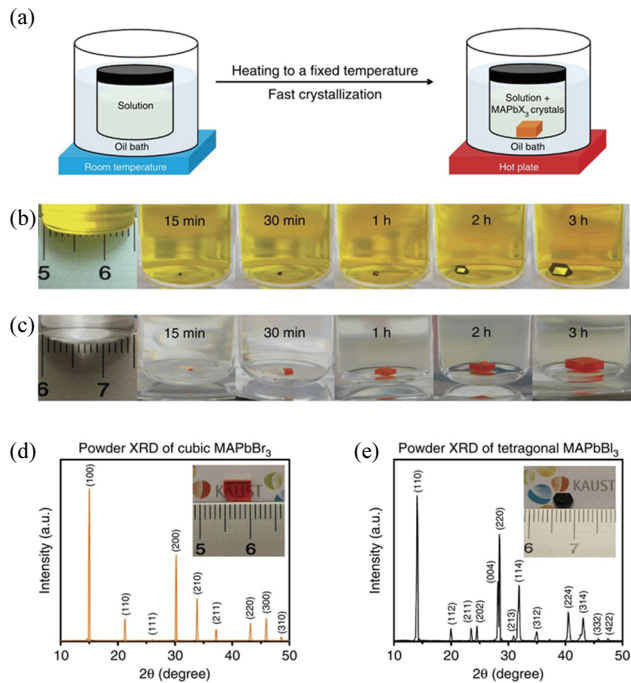 (a)
Solution
Oil bath
Room temperature
Heating to a fixed temperature
Fast crystallization
Solution +
MAPbX3 crystals
Oil bath
Hot plate
(b)
5 6
15 min
30 min
1 h
2 h
3 h
(c)
6 7
15 min
30 min
1 h
2 h
3 h
(d)
Powder XRD of cubic MAPbBr3
Intensity (a.u.)
(100)
(110)
(111)
(200)
(210)
(211)
(220)
(300)
(310)
KAUST
5 6
10 20 30 40 50
2θ (degree)
(e)
Powder XRD of tetragonal MAPbBI3
Intensity (a.u.)
(110)
(112)
(211)
(202)
(004)
(220)
(213)
(114)
(312)
(224)
(314)
(332)
(422)
KAUST
6 7
10 20 30 40 50
2θ (degree)